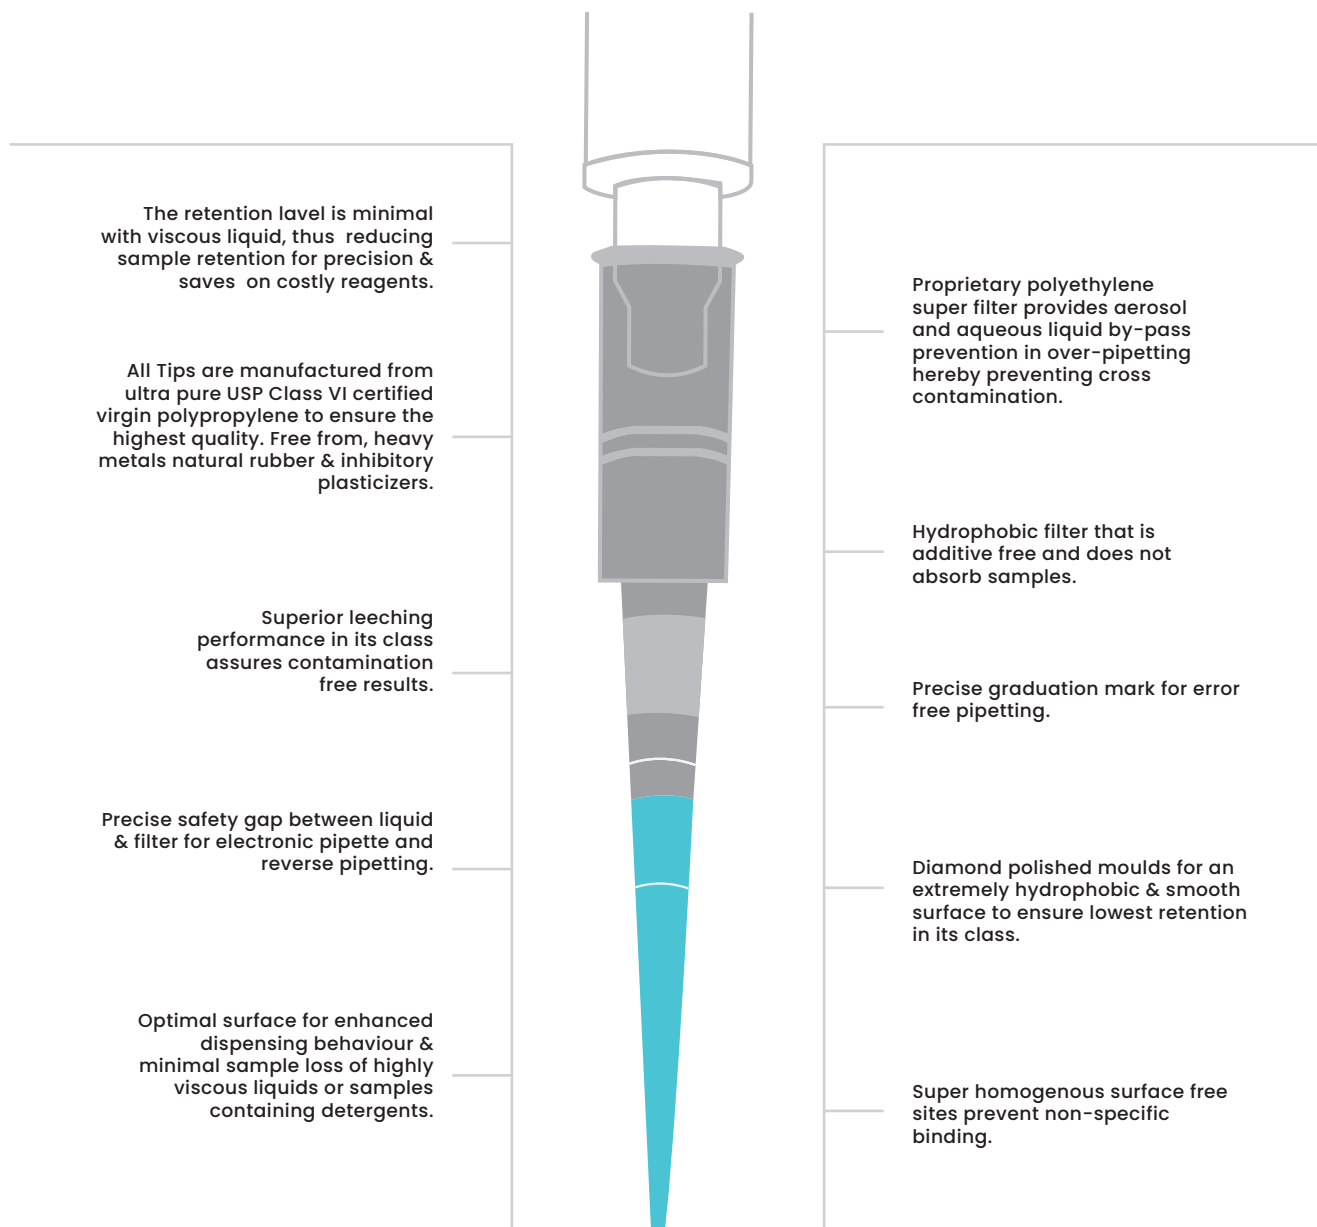 The retention lavel is minimal
with viscous liquid, thus reducing
sample retention for precision &
saves on costly reagents.
All Tips are manufactured from
ultra pure USP Class VI certified
virgin polypropylene to ensure the
highest quality. Free from, heavy
metals natural rubber & inhibitory
plasticizers.
Superior leeching
performance in its class
assures contamination
free results.
Precise safety gap between liquid
& filter for electronic pipette and
reverse pipetting.
Optimal surface for enhanced
dispensing behaviour &
minimal sample loss of highly
viscous liquids or samples
containing detergents.
Proprietary polyethylene
super filter provides aerosol
and aqueous liquid by-pass
prevention in over-pipetting
hereby preventing cross
contamination.
Hydrophobic filter that is
additive free and does not
absorb samples.
Precise graduation mark for error
free pipetting.
Diamond polished moulds for an
extremely hydrophobic & smooth
surface to ensure lowest retention
in its class.
Super homogenous surface free
sites prevent non-specific
binding.